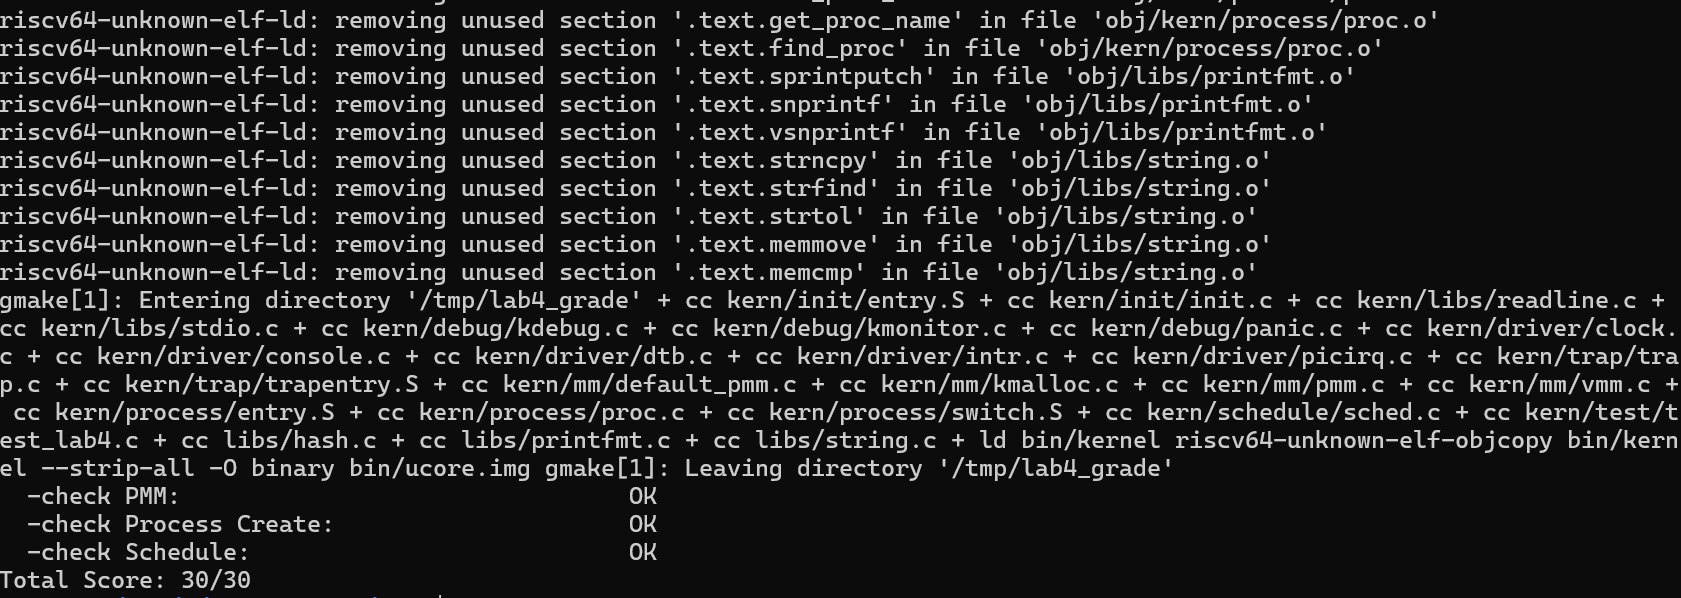 riscv64-unknown-elf-ld: removing unused section '.text.get_proc_name' in file 'obj/kern/process/proc.o'
riscv64-unknown-elf-ld: removing unused section '.text.find_proc' in file 'obj/kern/process/proc.o'
riscv64-unknown-elf-ld: removing unused section '.text.sprintputch' in file 'obj/libs/printfmt.o'
riscv64-unknown-elf-ld: removing unused section '.text.snprintf' in file 'obj/libs/printfmt.o'
riscv64-unknown-elf-ld: removing unused section '.text.vsnprintf' in file 'obj/libs/printfmt.o'
riscv64-unknown-elf-ld: removing unused section '.text.strncpy' in file 'obj/libs/string.o'
riscv64-unknown-elf-ld: removing unused section '.text.strfind' in file 'obj/libs/string.o'
riscv64-unknown-elf-ld: removing unused section '.text.strtol' in file 'obj/libs/string.o'
riscv64-unknown-elf-ld: removing unused section '.text.memmove' in file 'obj/libs/string.o'
riscv64-unknown-elf-ld: removing unused section '.text.memcmp' in file 'obj/libs/string.o'
gmake[1]: Entering directory '/tmp/lab4_grade' + cc kern/init/entry.S + cc kern/init/init.c + cc kern/libs/readline.c +
cc kern/libs/stdio.c + cc kern/debug/kdebug.c + cc kern/debug/kmonitor.c + cc kern/debug/panic.c + cc kern/driver/clock.
c + cc kern/driver/console.c + cc kern/driver/dtb.c + cc kern/driver/intr.c + cc kern/driver/picirq.c + cc kern/trap/tra
p.c + cc kern/trap/trapentry.S + cc kern/mm/default_pmm.c + cc kern/mm/kmalloc.c + cc kern/mm/pmm.c + cc kern/mm/vmm.c +
 cc kern/process/entry.S + cc kern/process/proc.c + cc kern/process/switch.S + cc kern/schedule/sched.c + cc kern/test/t
est_lab4.c + cc libs/hash.c + cc libs/printfmt.c + cc libs/string.c + ld bin/kernel riscv64-unknown-elf-objcopy bin/kern
el --strip-all -O binary bin/ucore.img gmake[1]: Leaving directory '/tmp/lab4_grade'
  -check PMM:                                OK
  -check Process Create:                     OK
  -check Schedule:                           OK
Total Score: 30/30